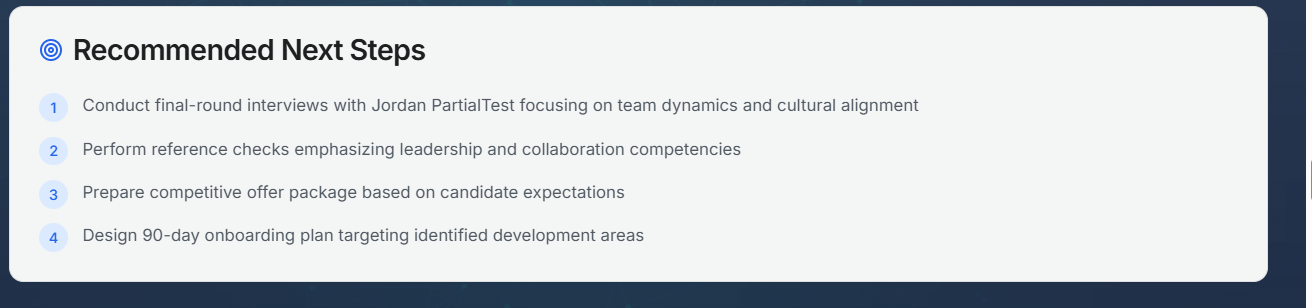 Recommended Next Steps
1 Conduct final-round interviews with Jordan PartialTest focusing on team dynamics and cultural alignment
2 Perform reference checks emphasizing leadership and collaboration competencies
3 Prepare competitive offer package based on candidate expectations
4 Design 90-day onboarding plan targeting identified development areas